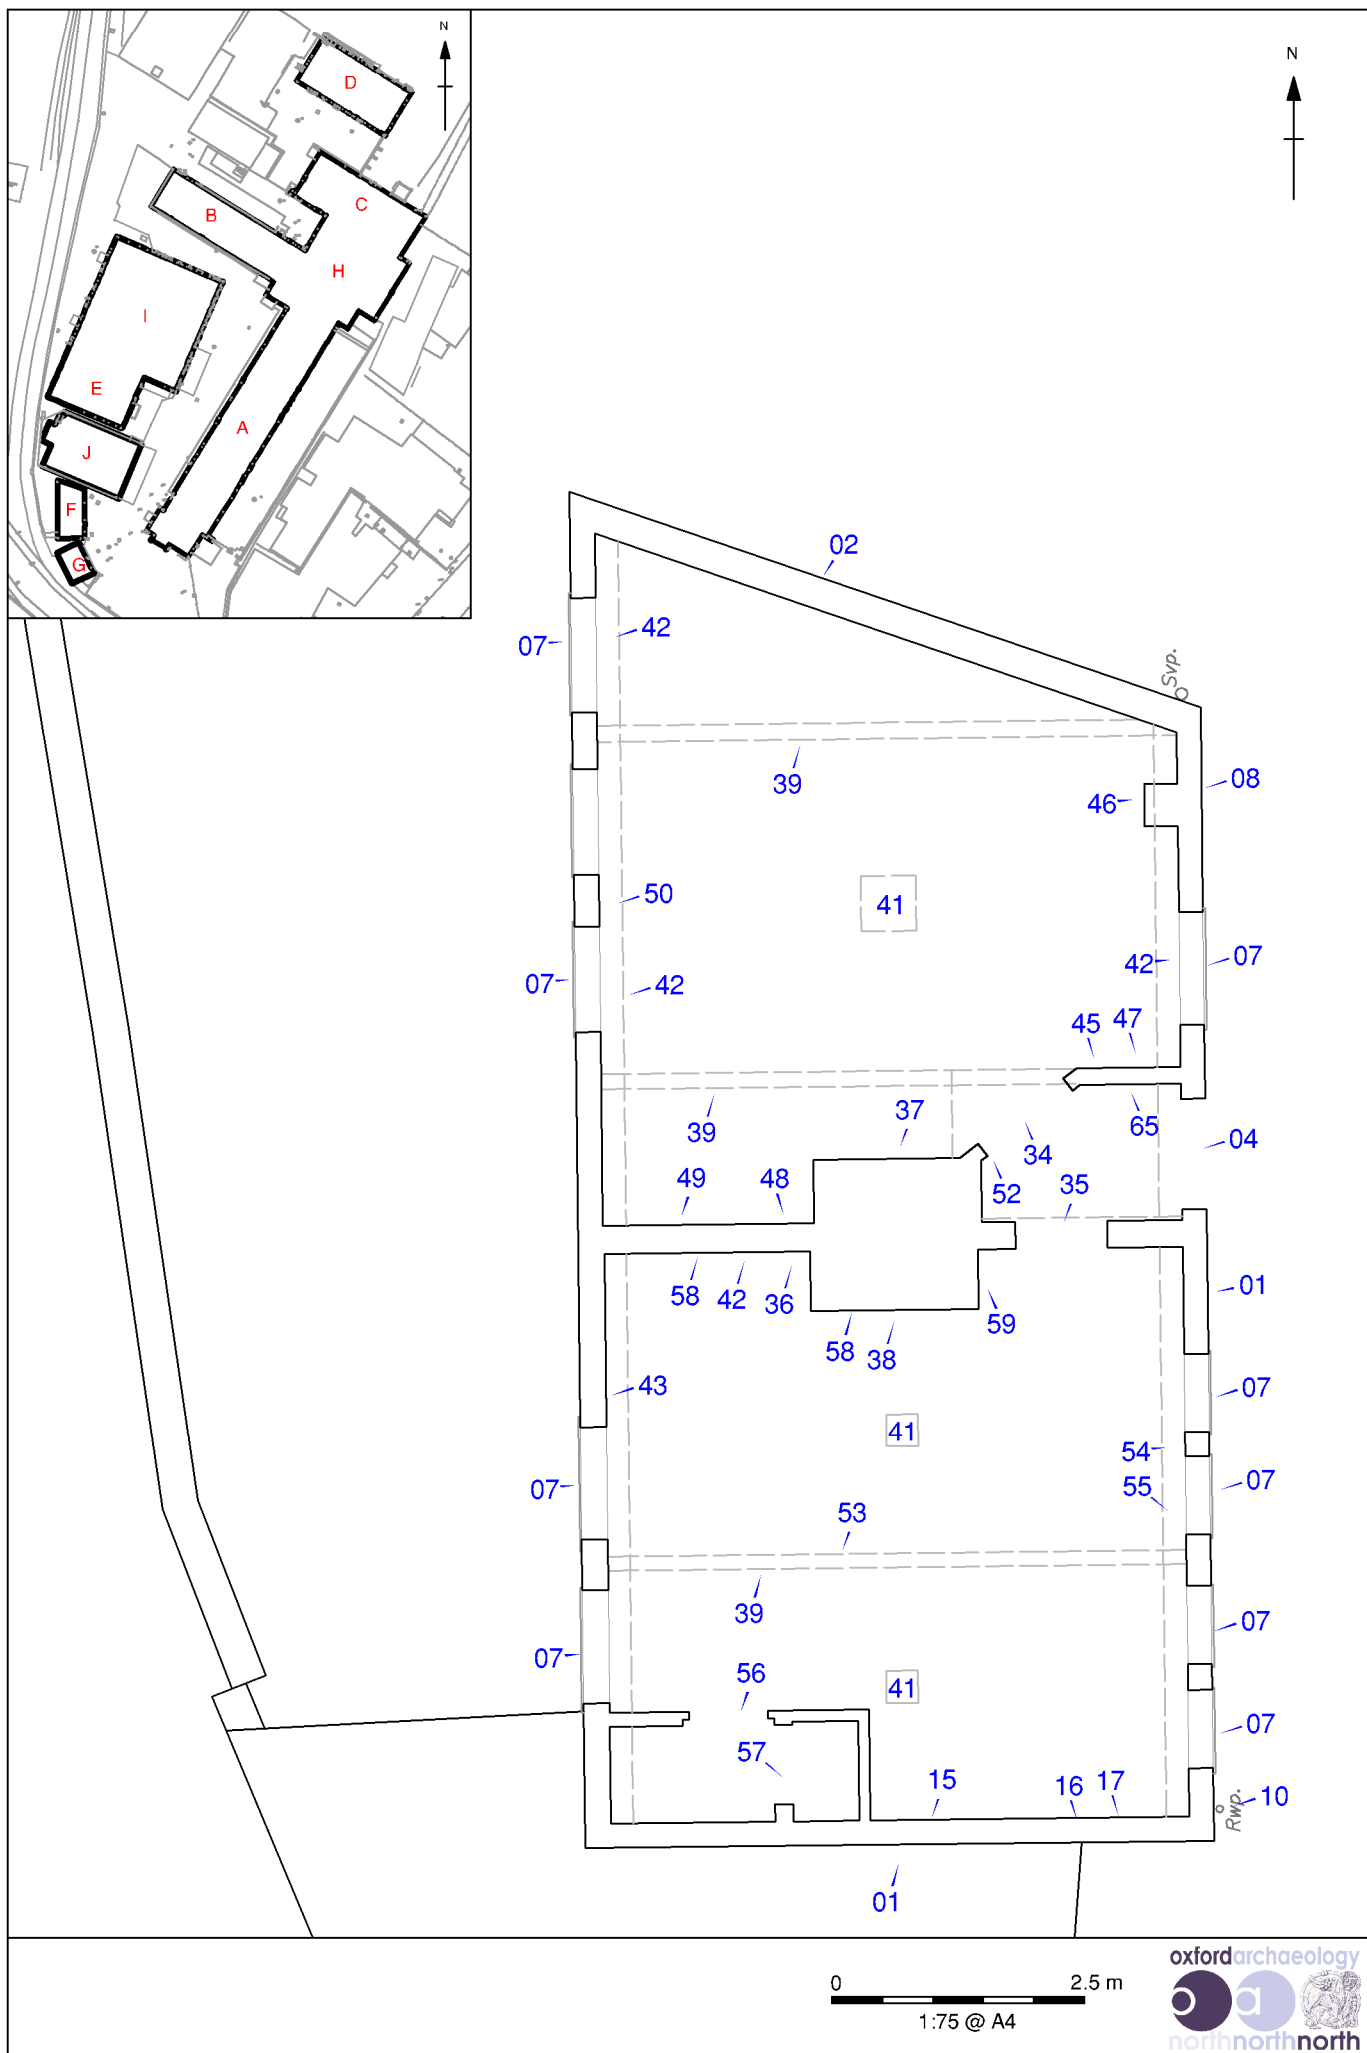 N
D
C
B
H
I
E
A
J
F
G
N
02
07 42
Svp.
39
46 08
50
41
07 42
42 07
45 47
39 37 65
34 04
49 48 52 35
58 42 36 01
58 38 59
43 07
41
54
07 55 07
53
39
07 56 07
41
57 07
15 16 17
Rwp. 10
01
0 2.5 m
1:75 @ A4
oxfordarchaeology
o a
northnorthnorth